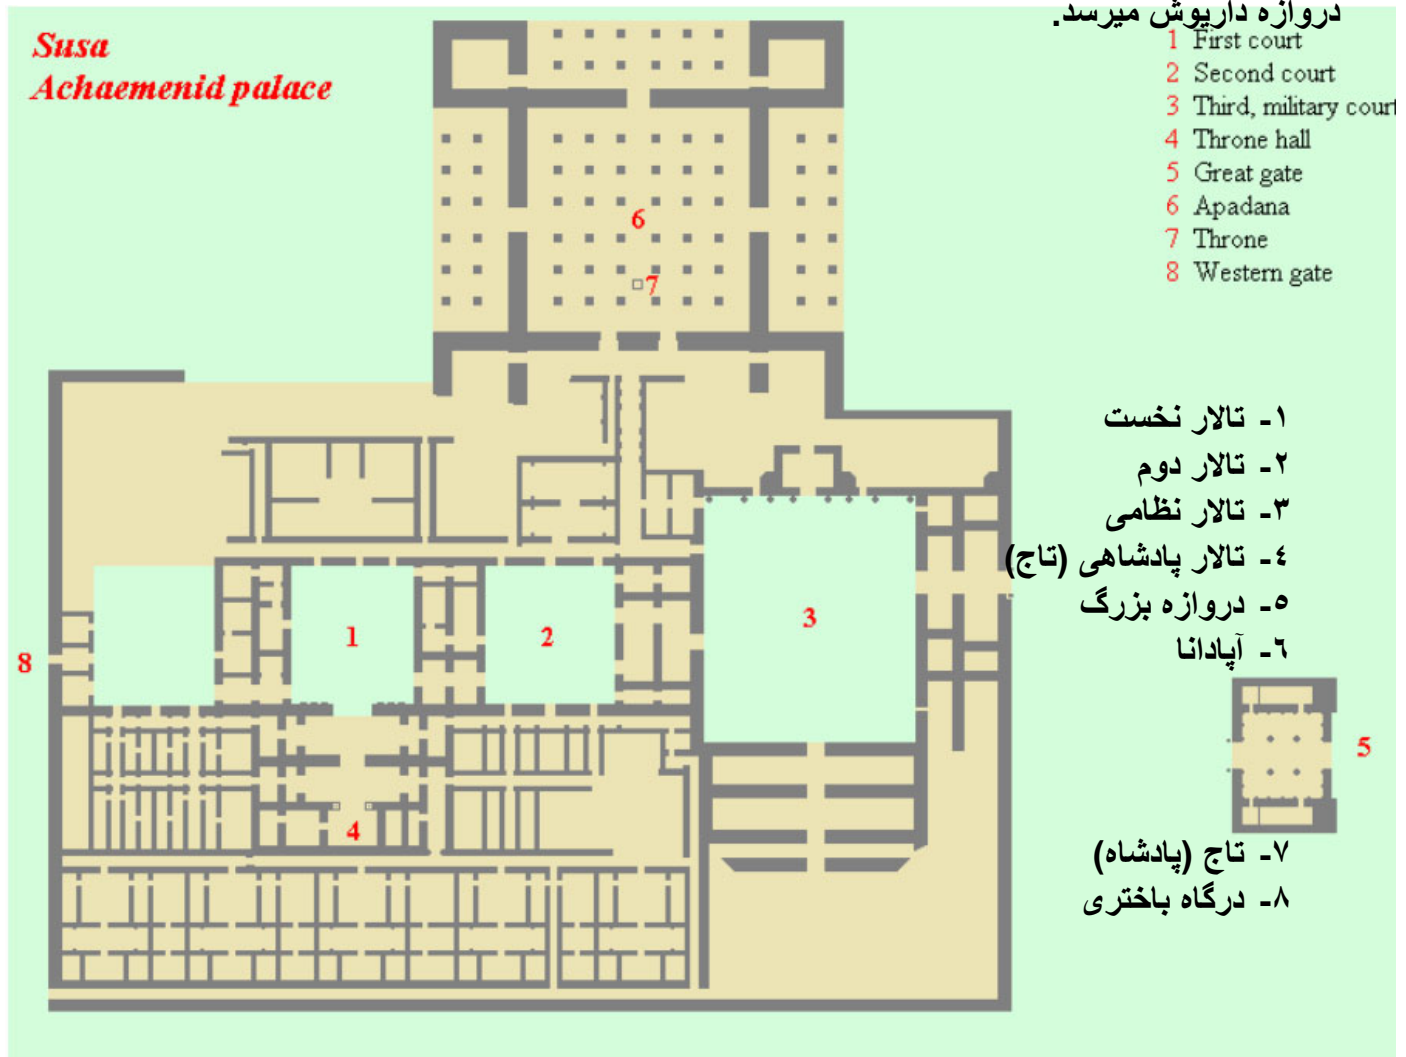 دروازه داریوش میرسد.
Susa
Achaemenid palace
1 First court
2 Second court
3 Third, military court
4 Throne hall
5 Great gate
6 Apadana
7 Throne
8 Western gate
6
7
۱- تالار نخست
۲- تالار دوم
۳- تالار نظامی
٤- تالار پادشاهی (تاج)
٥- دروازه بزرگ
٦- آپادانا
8
1
2
3
4
5
۷- تاج (پادشاه)
۸- درگاه باختری